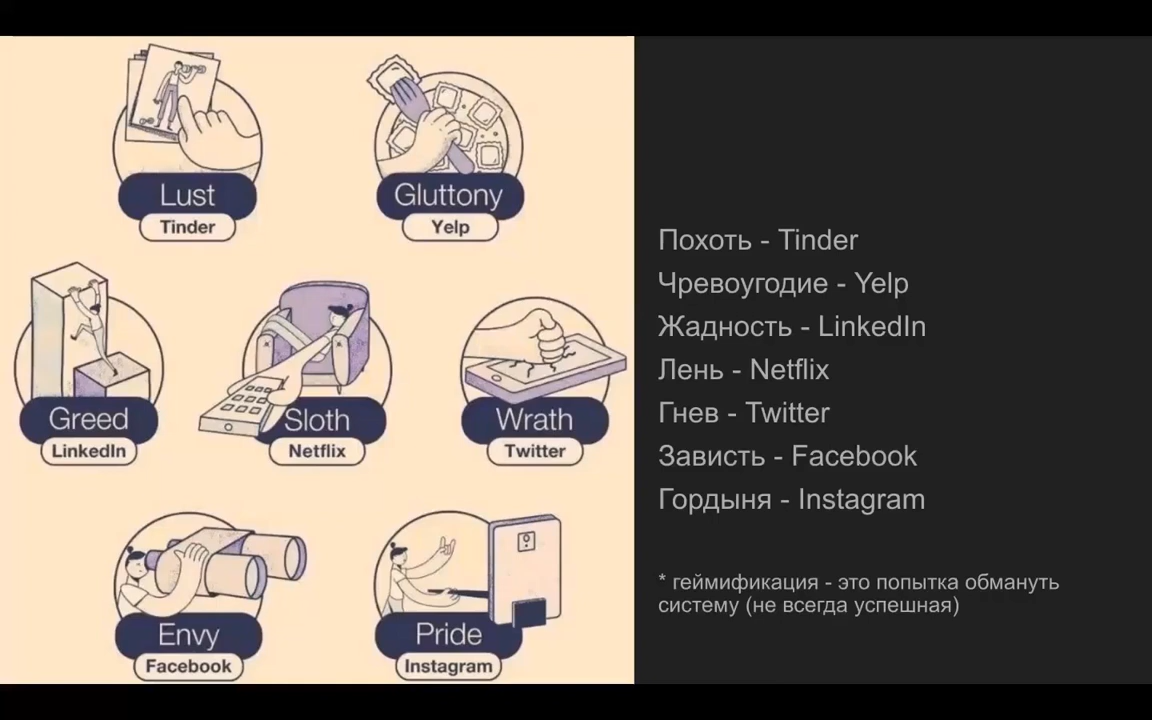 Lust
Tinder
Gluttony
Yelp
Greed
LinkedIn
Sloth
Netflix
Wrath
Twitter
Envy
Facebook
Pride
Instagram
Похоть - Tinder
Чревоугодие - Yelp
Жадность - LinkedIn
Лень - Netflix
Гнев - Twitter
Зависть - Facebook
Гордыня - Instagram
* геймификация - это попытка обмануть
систему (не всегда успешная)